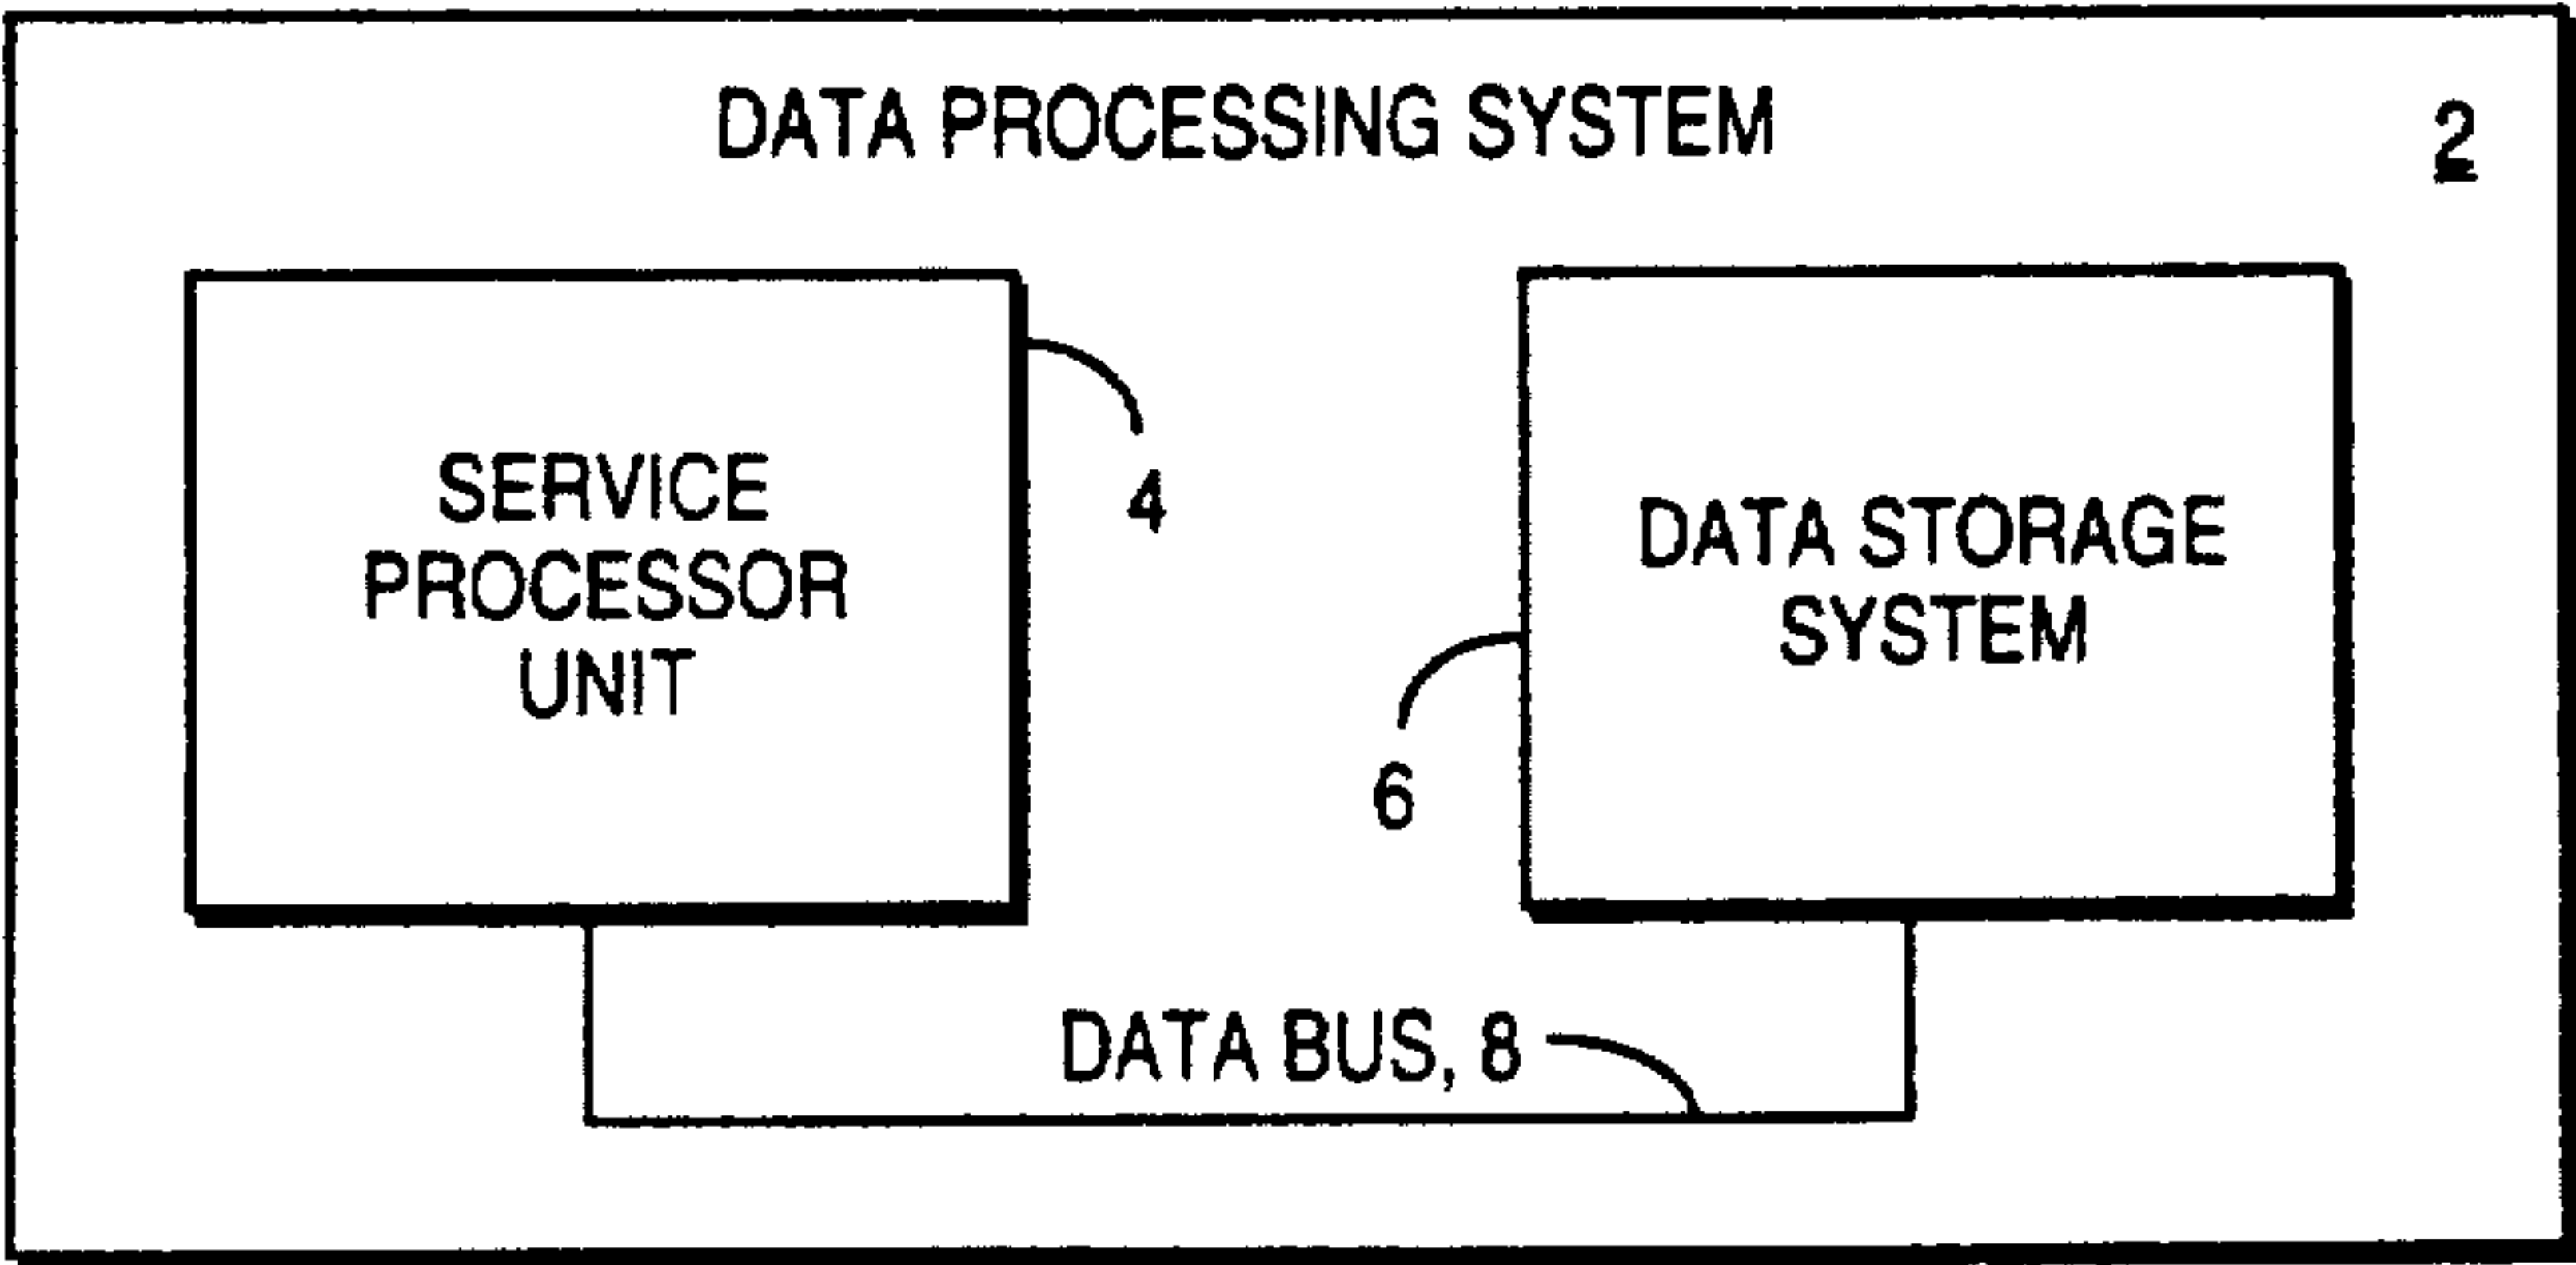 DATA PROCESSING SYSTEM
2
SERVICE
PROCESSOR
UNIT
4
DATA STORAGE
SYSTEM
6
DATA BUS, 8